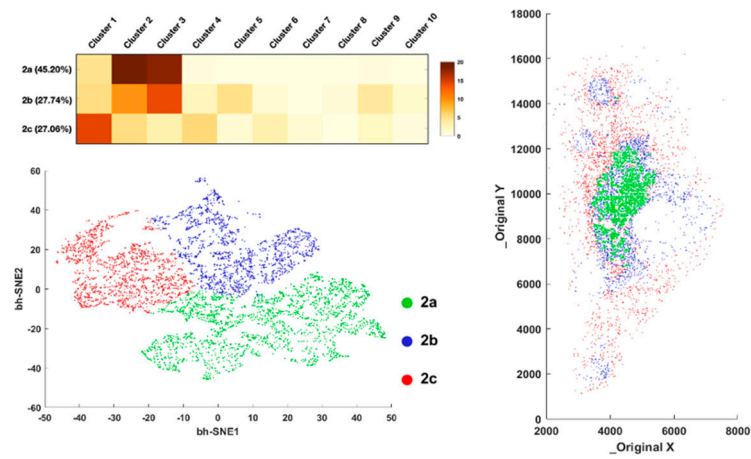 Cluster 1
Cluster 2
Cluster 3
Cluster 4
Cluster 5
Cluster 6
Cluster 7
Cluster 8
Cluster 9
Cluster 10
2a (45.20%)
2b (27.74%)
2c (27.06%)
20
15
10
5
0
60
40
20
0
-20
-40
-60
bh-SNE2
-50 -40 -30 -20 -10 0 10 20 30 40 50
bh-SNE1
2a
2b
2c
18000
16000
14000
12000
10000
8000
6000
4000
2000
0
_Original Y
2000 4000 6000 8000
_Original X